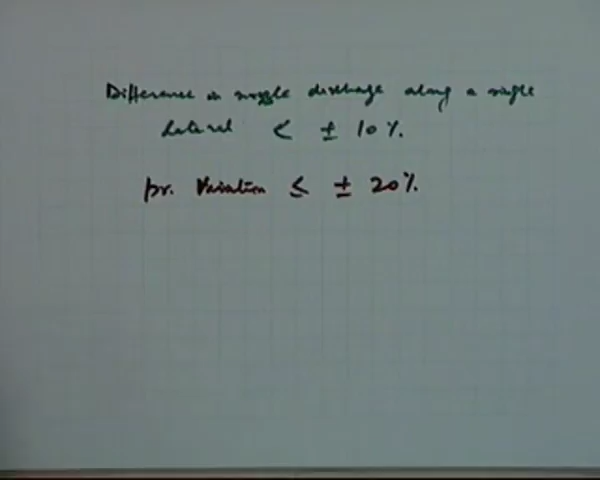 Difference in nozzle discharge along a single
lateral < ± 10%.
pr. Variation ≤ ± 20%.